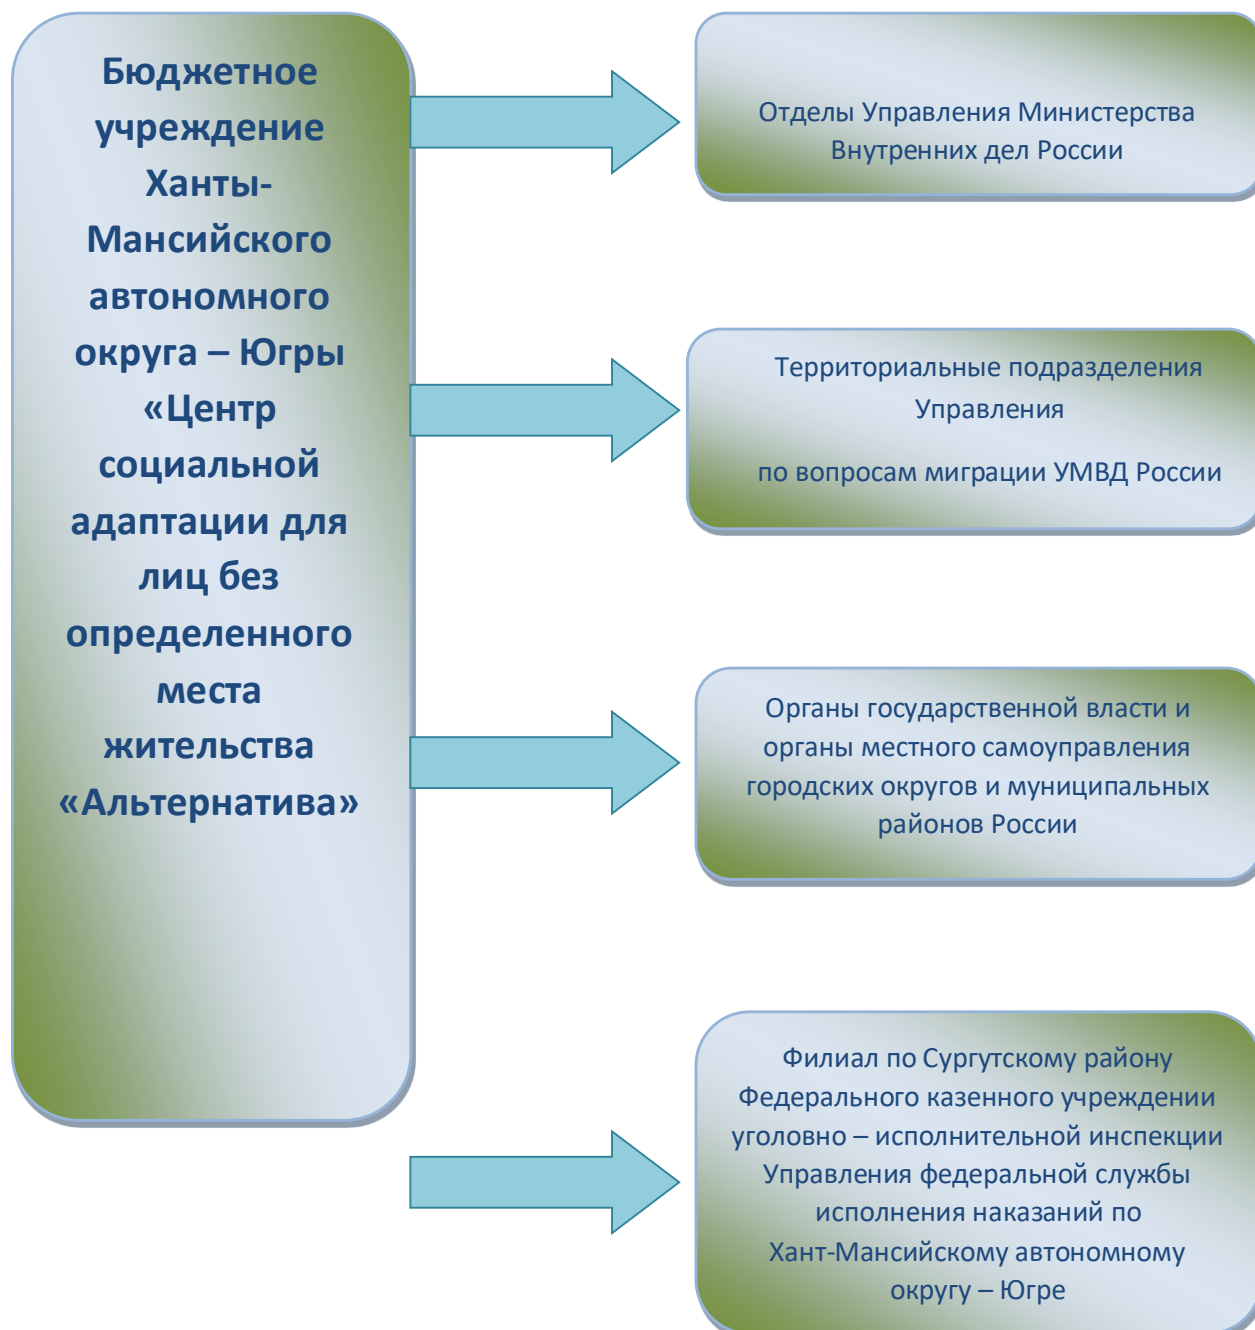 Бюджетное
учреждение
Ханты-
Мансийского
автономного
округа – Югры
«Центр
социальной
адаптации для
лиц без
определенного
места
жительства
«Альтернатива»
Отделы Управления Министерства
Внутренних дел России
Территориальные подразделения
Управления
по вопросам миграции УМВД России
Органы государственной власти и
органы местного самоуправления
городских округов и муниципальных
районов России
Филиал по Сургутскому району
Федерального казенного учреждении
уголовно – исполнительной инспекции
Управления федеральной службы
исполнения наказаний по
Хант-Мансийскому автономному
округу – Югре